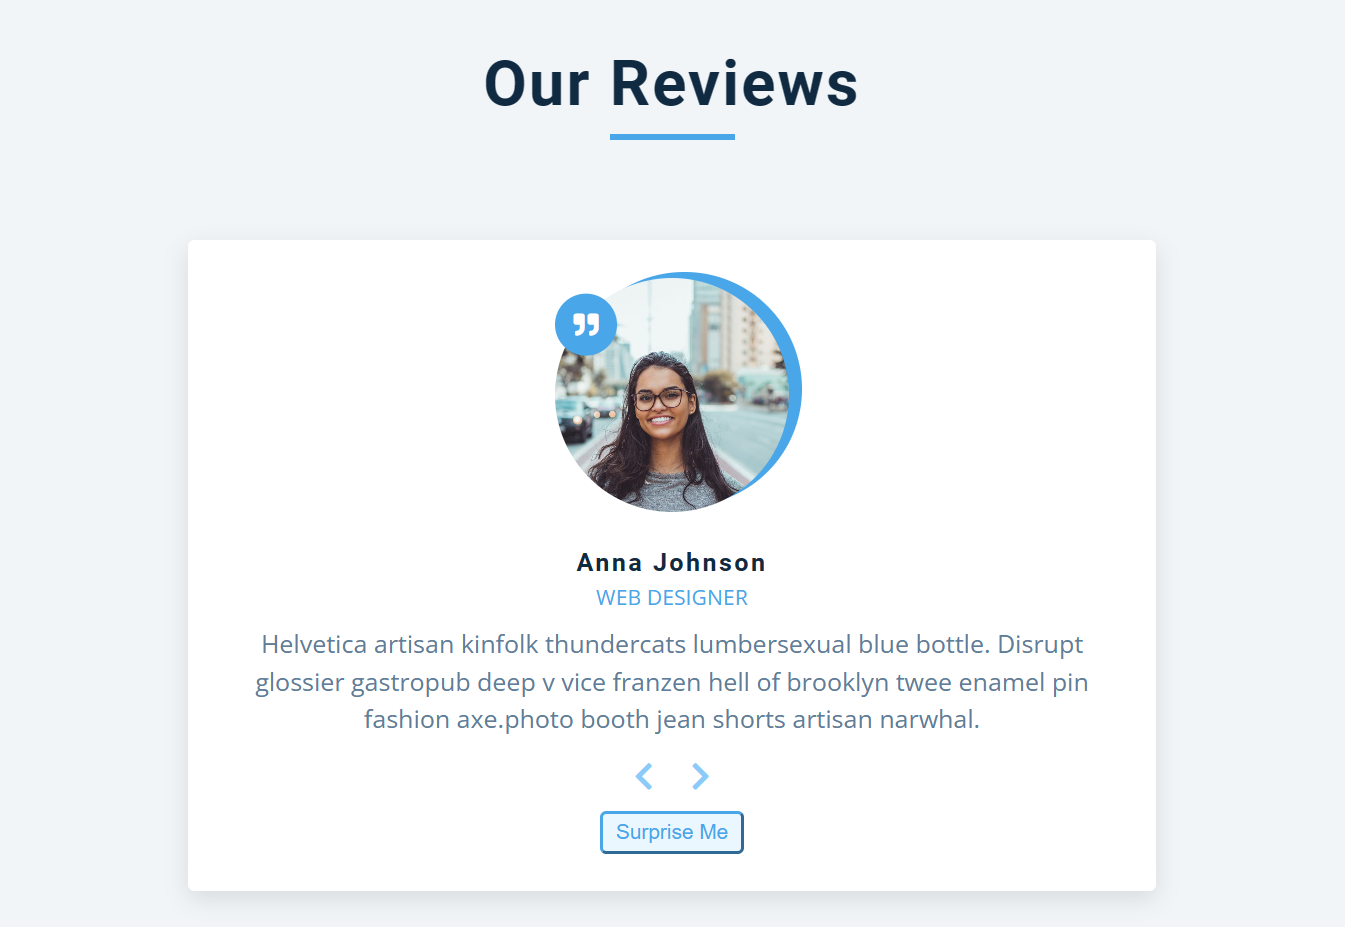 Our Reviews
Anna Johnson
WEB DESIGNER
Helvetica artisan kinfolk thundercats lumbersexual blue bottle. Disrupt
glossier gastropub deep v vice franzen hell of brooklyn twee enamel pin
fashion axe.photo booth jean shorts artisan narwhal.
Surprise Me